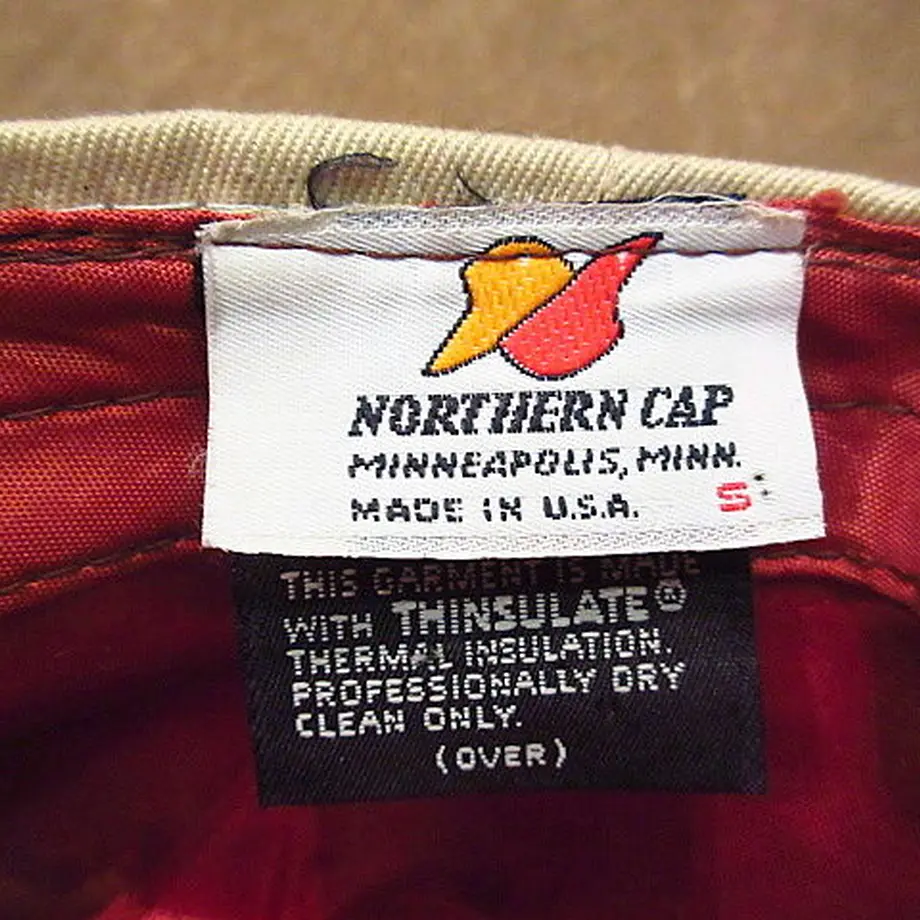 NORTHERN CAP
MINNEAPOLIS, MINN.
MADE IN U.S.A. S
THIS GARMENT IS MADE
WITH THINSULATE®
THERMAL INSULATION.
PROFESSIONALLY DRY
CLEAN ONLY.
(OVER)